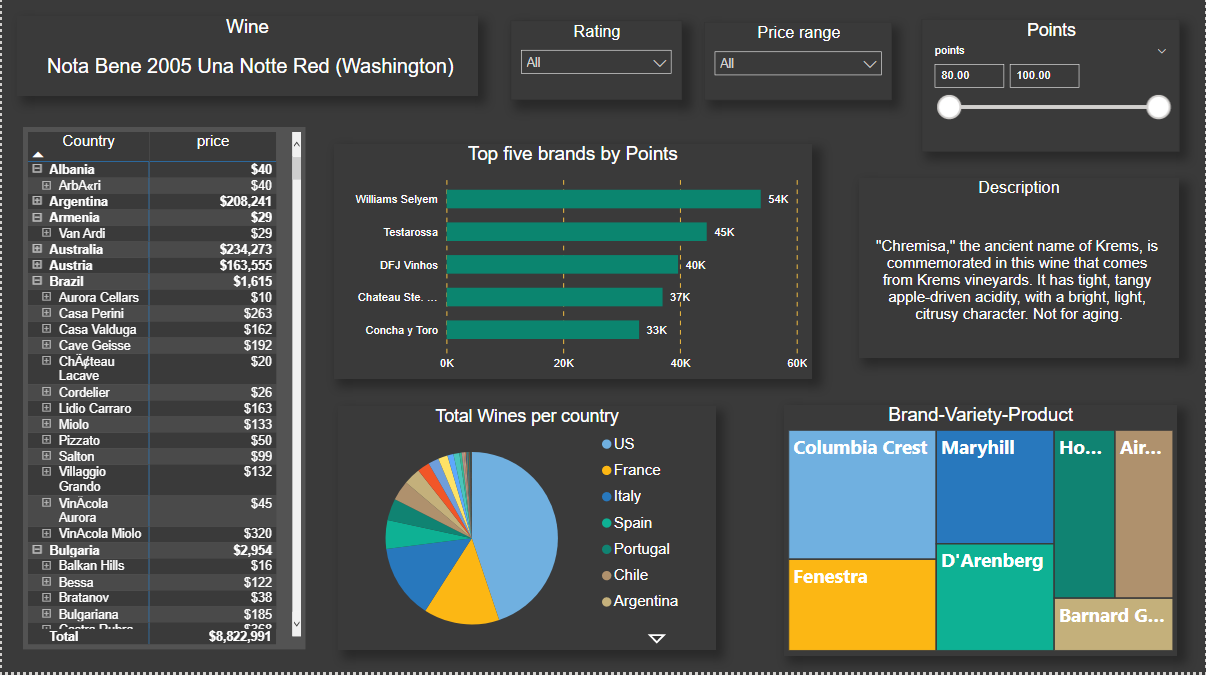 Wine
Nota Bene 2005 Una Notte Red (Washington)
Rating
All
Price range
All
Points
points
80.00 100.00
Country price
Albania $40
ArbA«ri $40
Argentina $208,241
Armenia $29
Van Ardi $29
Australia $234,273
Austria $163,555
Brazil $1,615
Aurora Cellars $10
Casa Perini $263
Casa Valduga $162
Cave Geisse $192
ChÃ¢teau $20
Lacave
Cordelier $26
Lidio Carraro $163
Miolo $133
Pizzato $50
Salton $99
Villaggio $132
Grando
VinÃcola $45
Aurora
VinAcola Miolo $320
Bulgaria $2,954
Balkan Hills $16
Bessa $122
Bratanov $38
Bulgariana $185
Total $8,822,991
Top five brands by Points
Williams Selyem 54K
Testarossa 45K
DFJ Vinhos 40K
Chateau Ste. ... 37K
Concha y Toro 33K
0K 20K 40K 60K
Description
"Chremisa," the ancient name of Krems, is
commemorated in this wine that comes
from Krems vineyards. It has tight, tangy
apple-driven acidity, with a bright, light,
citrusy character. Not for aging.
Total Wines per country
US
France
Italy
Spain
Portugal
Chile
Argentina
Brand-Variety-Product
Columbia Crest
Maryhill
Ho...
Air...
Fenestra
D'Arenberg
Barnard G...